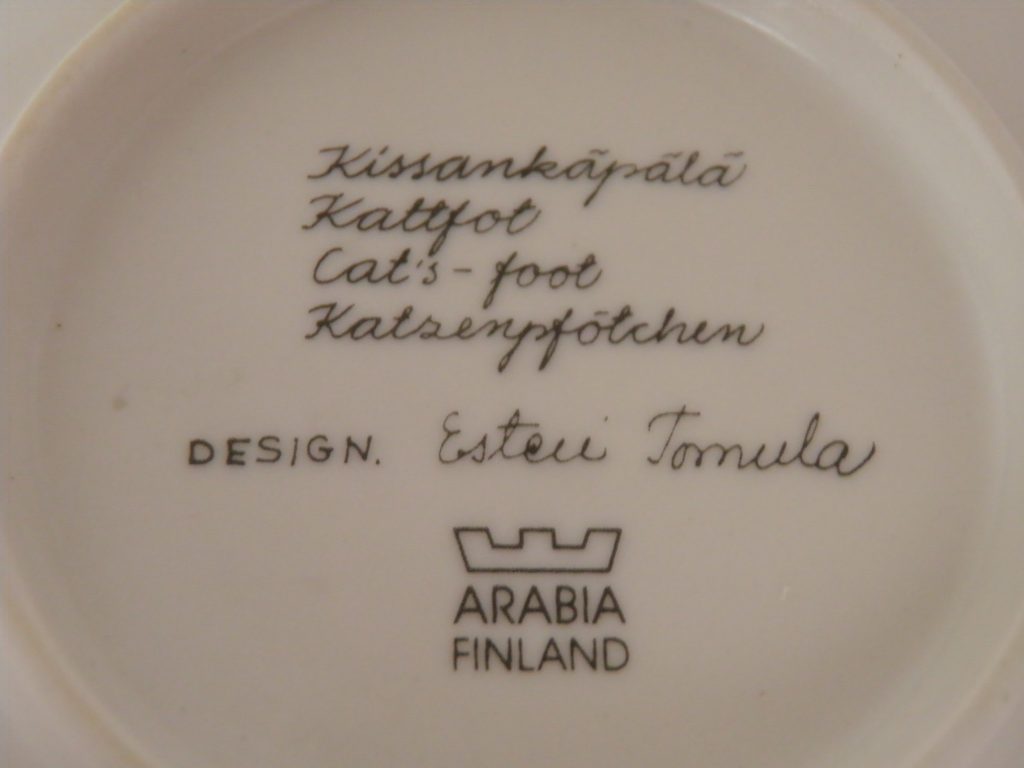 Kissankäpälä
Kattfot
Cat's-foot
Katzenpfötchen
DESIGN. Esteri Tomula
ARABIA
FINLAND